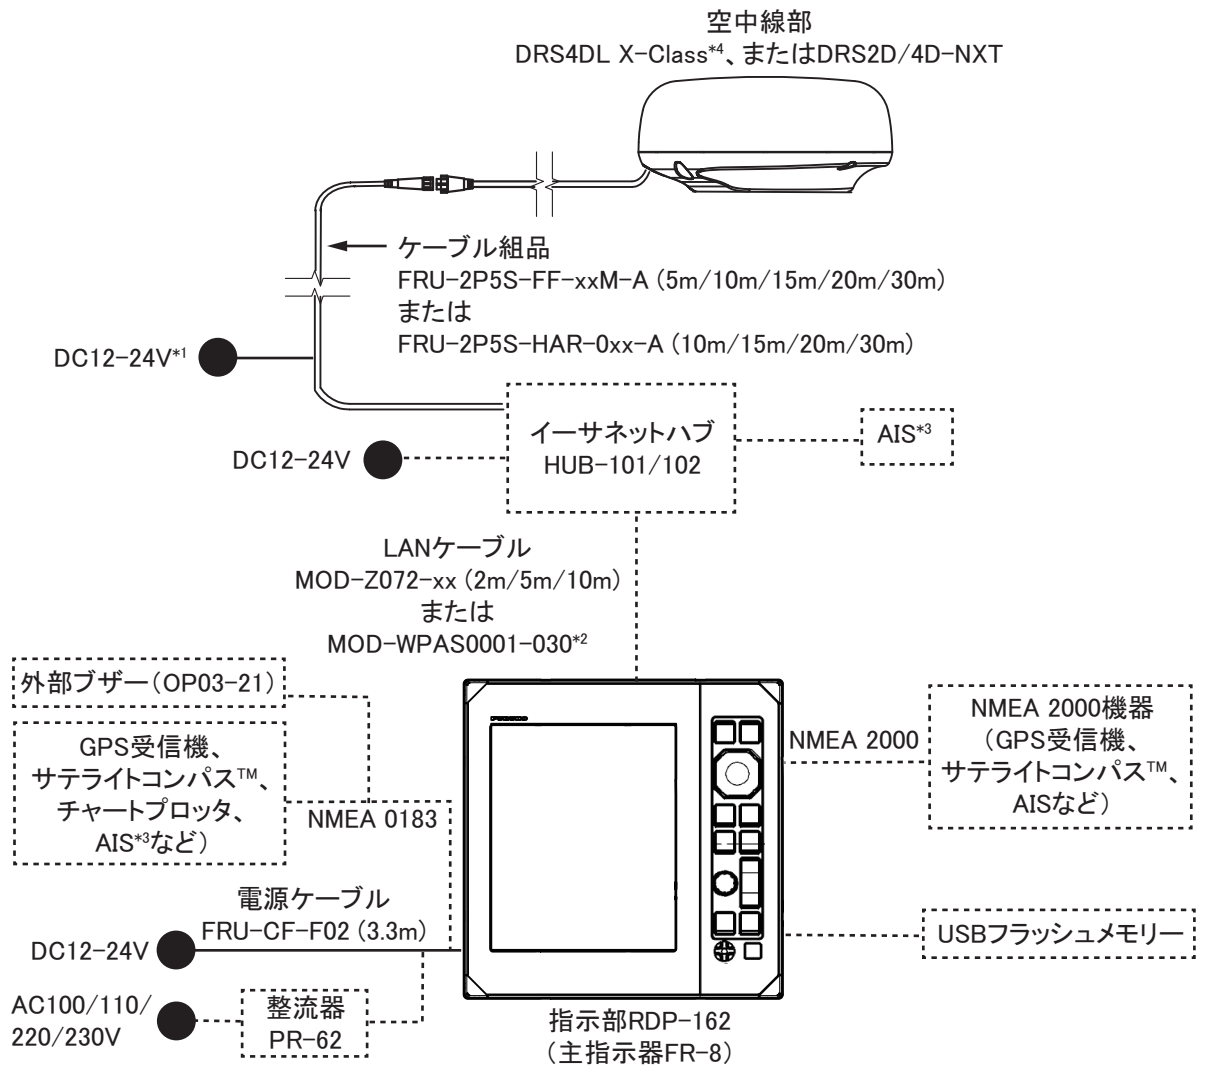 空中線部
DRS4DL X-Class*4、またはDRS2D/4D-NXT
ケーブル組品
FRU-2P5S-FF-xxM-A (5m/10m/15m/20m/30m)
または
FRU-2P5S-HAR-0xx-A (10m/15m/20m/30m)
DC12-24V*1
イーサネットハブ
HUB-101/102
AIS*3
DC12-24V
LANケーブル
MOD-Z072-xx (2m/5m/10m)
または
MOD-WPAS0001-030*2
外部ブザー(OP03-21)
GPS受信機、
サテライトコンパス™、
チャートプロッタ、
AIS*3など)
NMEA 0183
FURUNO
NMEA 2000
NMEA 2000機器
(GPS受信機、
サテライトコンパス™、
AISなど)
電源ケーブル
FRU-CF-F02 (3.3m)
DC12-24V
USBフラッシュメモリー
AC100/110/
220/230V
整流器
PR-62
指示部RDP-162
(主指示器FR-8)